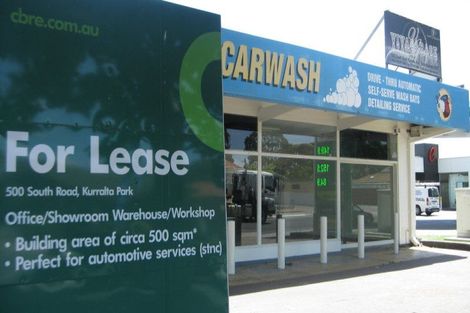 cbre.com.au
For Lease
500 South Road, Kurralta Park
Office/Showroom Warehouse/Workshop
• Building area of circa 500 sqm*
• Perfect for automotive services (stnc)
CARWASH
DRIVE - THRU AUTOMATIC
SELF-SERVE WASH BAYS
DETAILING SERVICE